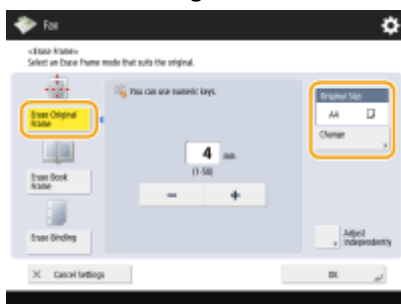 Fax
<Erase Frame>
Select an Erase Frame mode that suits the original.
Erase Original
Frame
You can use numeric keys.
Original Size
A4
Change
4 mm
(1-50)
Erase Book
Frame
− +
Erase Binding
Adjust
Independently
× Cancel Settings
OK